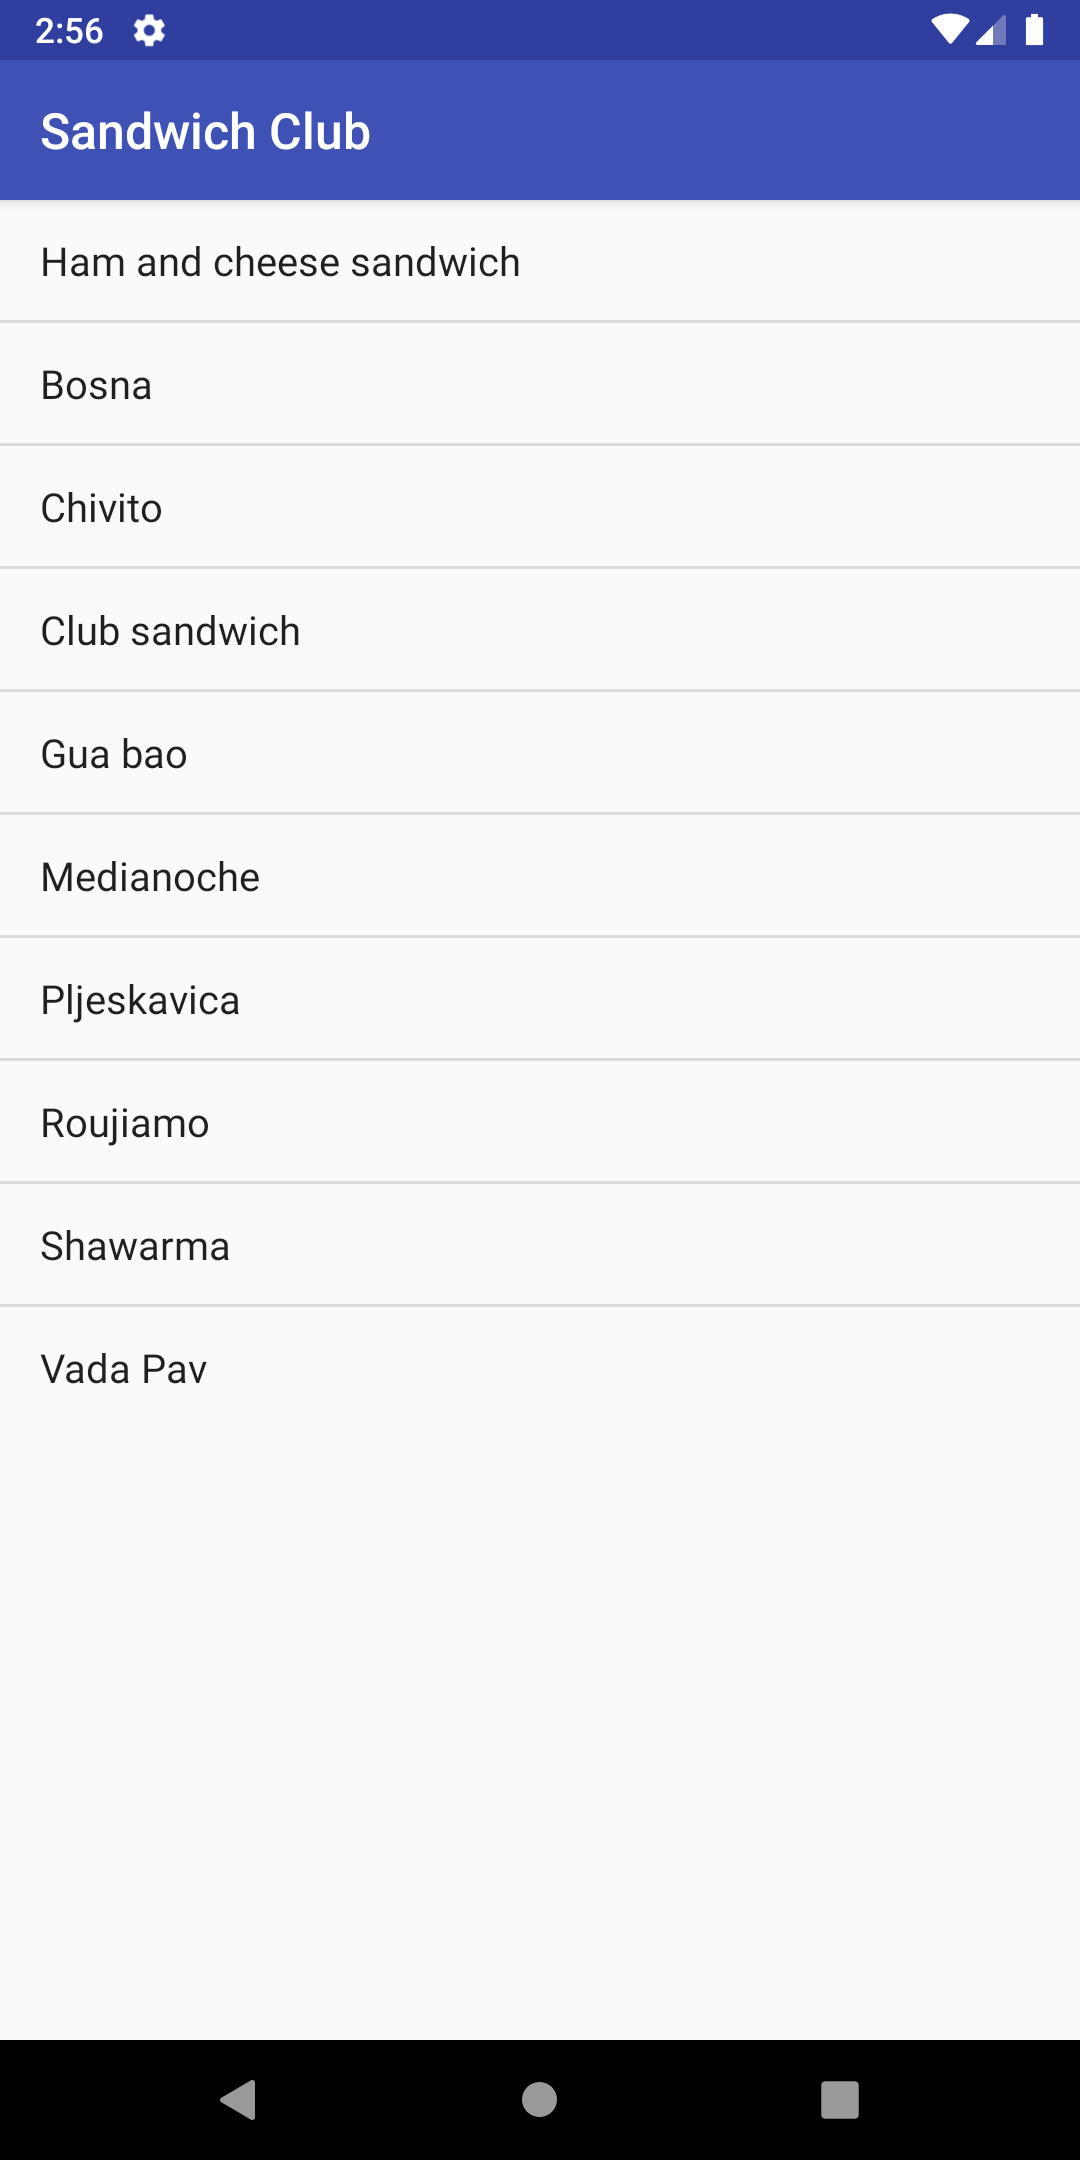 2:56
Sandwich Club
Ham and cheese sandwich
Bosna
Chivito
Club sandwich
Gua bao
Medianoche
Pljeskavica
Roujiamo
Shawarma
Vada Pav